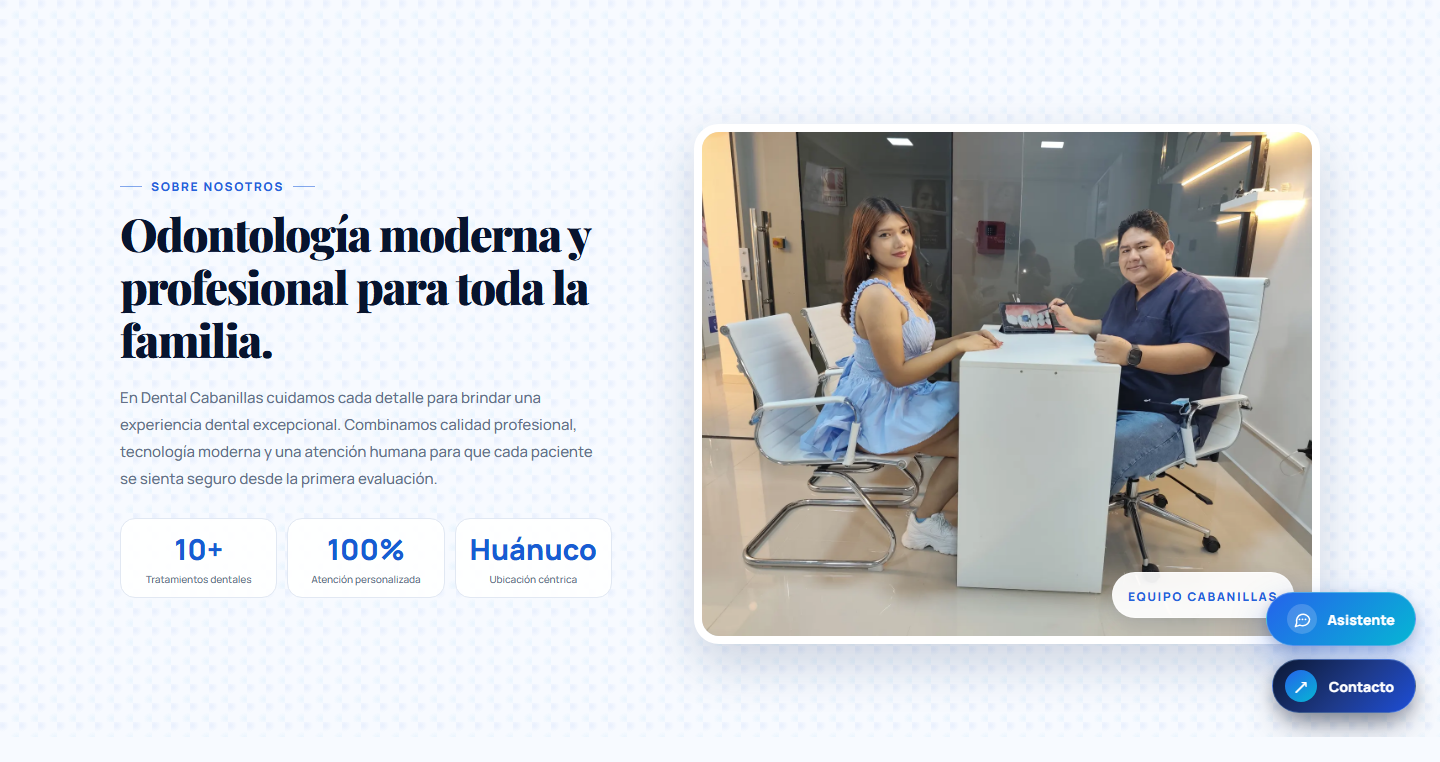 SOBRE NOSOTROS
Odontología moderna y
profesional para toda la
familia.
En Dental Cabanillas cuidamos cada detalle para brindar una
experiencia dental excepcional. Combinamos calidad profesional,
tecnología moderna y una atención humana para que cada paciente
se sienta seguro desde la primera evaluación.
10+
Tratamientos dentales
100%
Atención personalizada
Huánuco
Ubicación céntrica
EQUIPO CABANILLAS
Asistente
Contacto